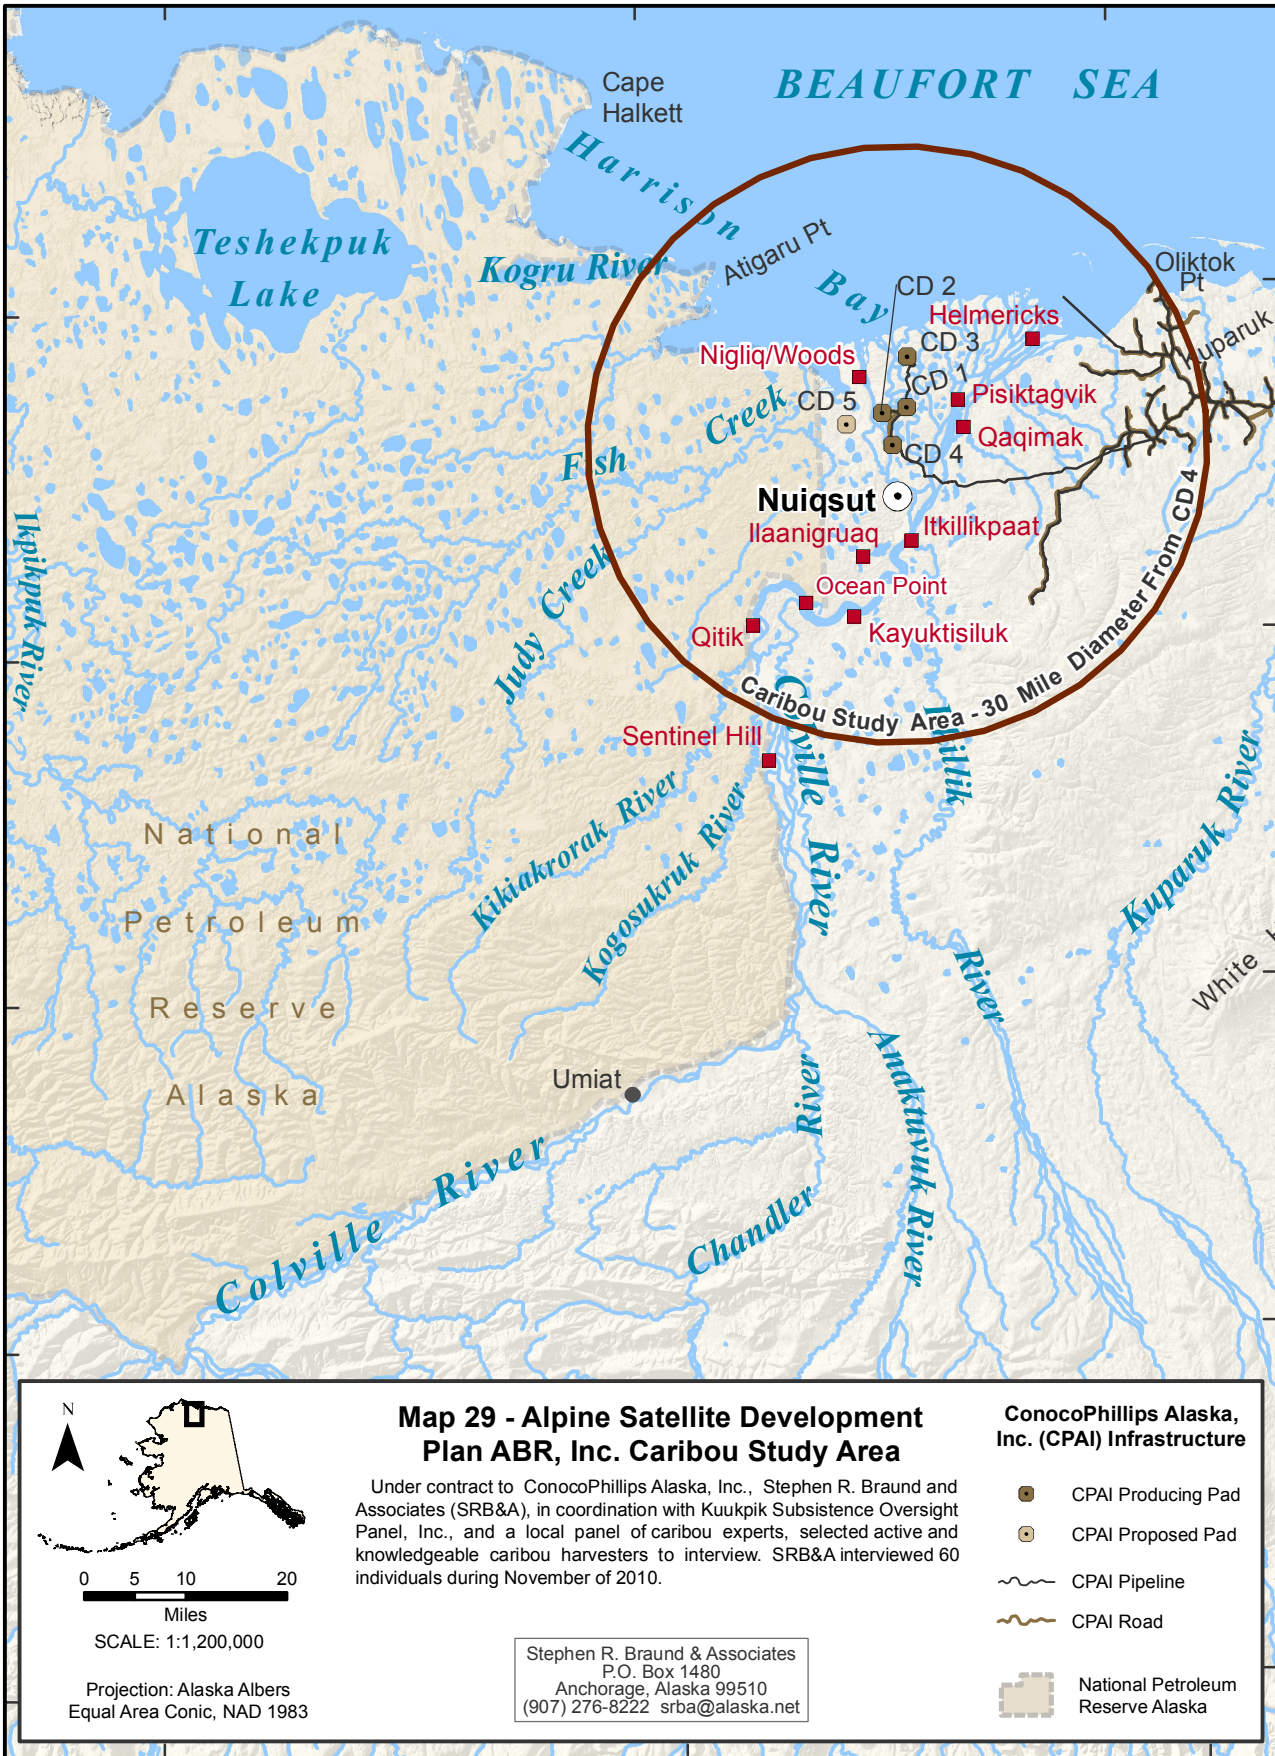 BEAUFORT SEA
Cape
Halkett
Harrison
Bay
Teshekpuk
Lake
Kogru River
Atigaru Pt
Oliktok
Pt
Kuparuk
CD 2
Helmericks
CD 3
Nigliq/Woods
CD 1
CD 5
Pisiktagvik
Fish Creek
Qaqimak
CD 4
Nuiqsut
Ilaanigruaq
Itkillikpaat
Ikpikpuk River
Judy Creek
Ocean Point
Qitik
Kayuktisiluk
Caribou Study Area - 30 Mile Diameter From CD 4
Sentinel Hill
Colville River
Itkillik
River
Kuparuk River
Kikiakrorak River
Kogosukruk River
White
National
Petroleum
Reserve
Alaska
Umiat
Anaktuvuk River
Chandler
River
Colville River
N
0 5 10 20
Miles
SCALE: 1:1,200,000
Projection: Alaska Albers
Equal Area Conic, NAD 1983
Map 29 - Alpine Satellite Development
Plan ABR, Inc. Caribou Study Area
Under contract to ConocoPhillips Alaska, Inc., Stephen R. Braund and
Associates (SRB&A), in coordination with Kuukpik Subsistence Oversight
Panel, Inc., and a local panel of caribou experts, selected active and
knowledgeable caribou harvesters to interview. SRB&A interviewed 60
individuals during November of 2010.
Stephen R. Braund & Associates
P.O. Box 1480
Anchorage, Alaska 99510
(907) 276-8222 srba@alaska.net
ConocoPhillips Alaska,
Inc. (CPAI) Infrastructure
CPAI Producing Pad
CPAI Proposed Pad
CPAI Pipeline
CPAI Road
National Petroleum
Reserve Alaska